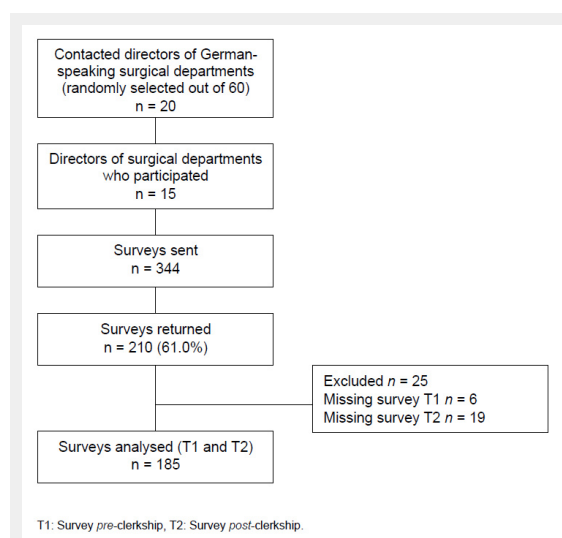 Contacted directors of German-
speaking surgical departments
(randomly selected out of 60)
n = 20
Directors of surgical departments
who participated
n = 15
Surveys sent
n = 344
Surveys returned
n = 210 (61.0%)
Excluded n = 25
Missing survey T1 n = 6
Missing survey T2 n = 19
Surveys analysed (T1 and T2)
n = 185
T1: Survey pre-clerkship, T2: Survey post-clerkship.